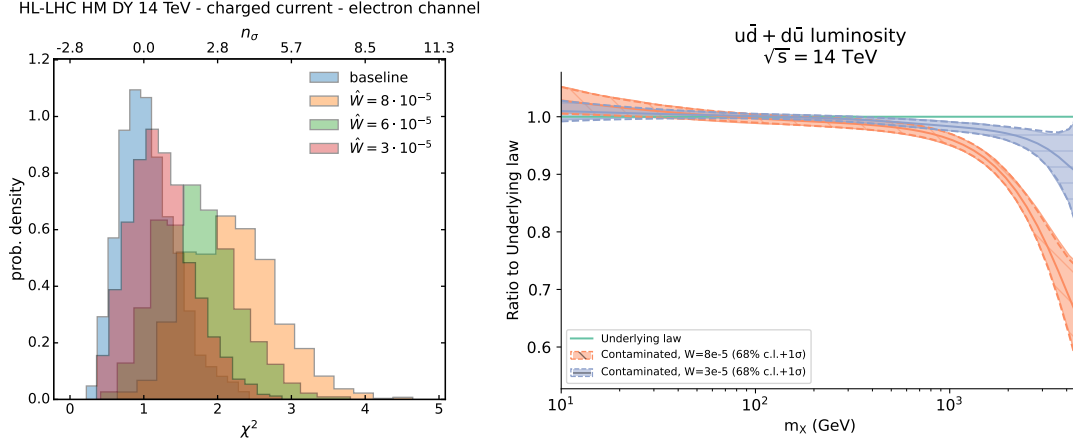 HL-LHC HM DY 14 TeV - charged current - electron channel
n_σ
-2.8 0.0 2.8 5.7 8.5 11.3
baseline
Ŵ = 8 · 10⁻⁵
Ŵ = 6 · 10⁻⁵
Ŵ = 3 · 10⁻⁵
prob. density
1.2
1.0
0.8
0.6
0.4
0.2
0.0
0 1 2 3 4 5
χ²
ud̄ + dū luminosity
√s = 14 TeV
Ratio to Underlying law
1.0
0.9
0.8
0.7
0.6
Underlying law
Contaminated, W=8e-5 (68% c.l.+1σ)
Contaminated, W=3e-5 (68% c.l.+1σ)
10¹ 10² 10³
m_X (GeV)